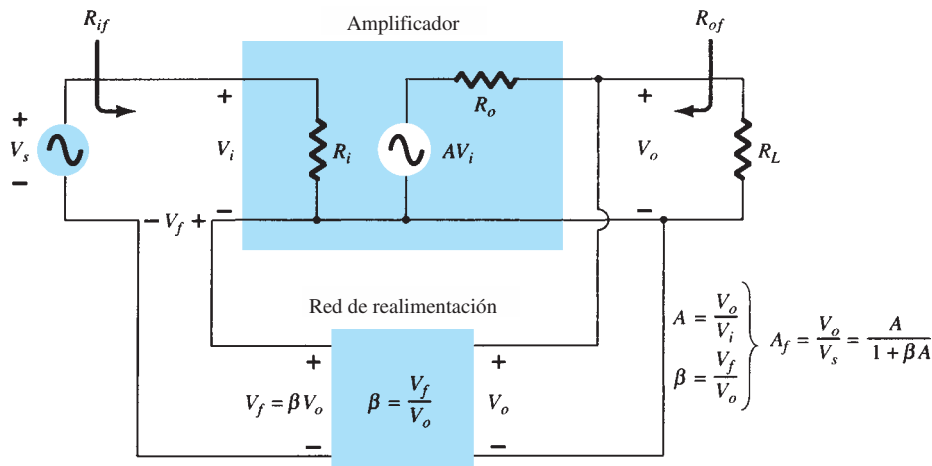 Amplificador
R_if
R_of
+
V_s
−
+
V_i
−
R_i
AV_i
R_o
+
V_o
−
R_L
− V_f +
Red de realimentación
+
V_f = βV_o
−
β = V_f / V_o
+
V_o
−
A = V_o / V_i
β = V_f / V_o
A_f = V_o / V_s = A / (1 + βA)